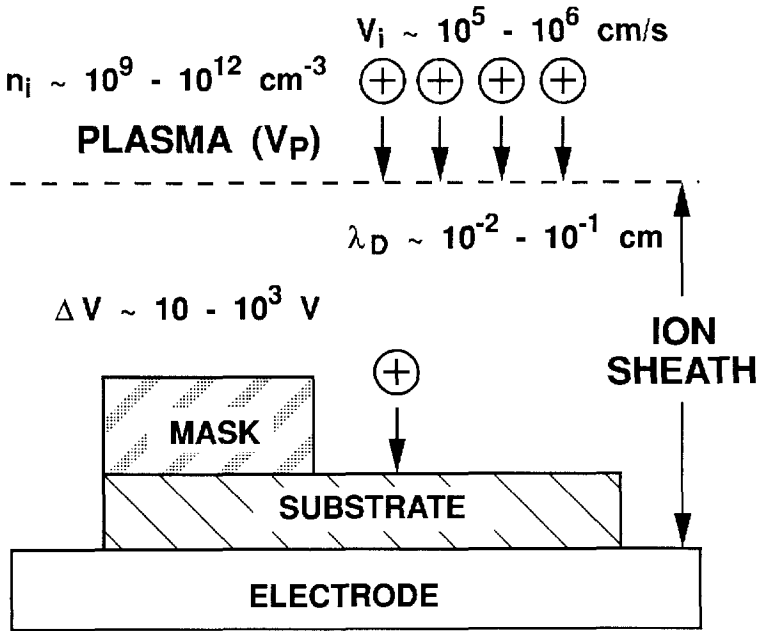 V_i ~ 10^5 - 10^6 cm/s
n_i ~ 10^9 - 10^12 cm^-3
+ + + +
PLASMA (V_P)
λ_D ~ 10^-2 - 10^-1 cm
Δ V ~ 10 - 10^3 V
ION
SHEATH
+
MASK
SUBSTRATE
ELECTRODE